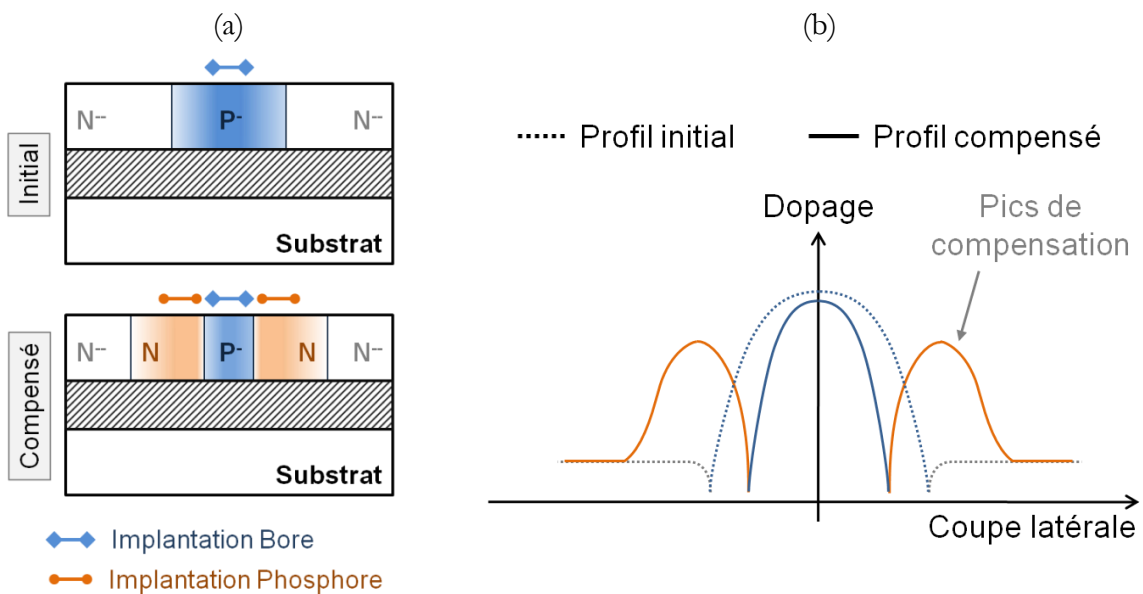 (a)
Initial
N---
P-
N---
Substrat
Compensé
N---
N
P-
N
N---
Substrat
Implantation Bore
Implantation Phosphore
(b)
Profil initial
Profil compensé
Dopage
Pics de
compensation
Coupe latérale